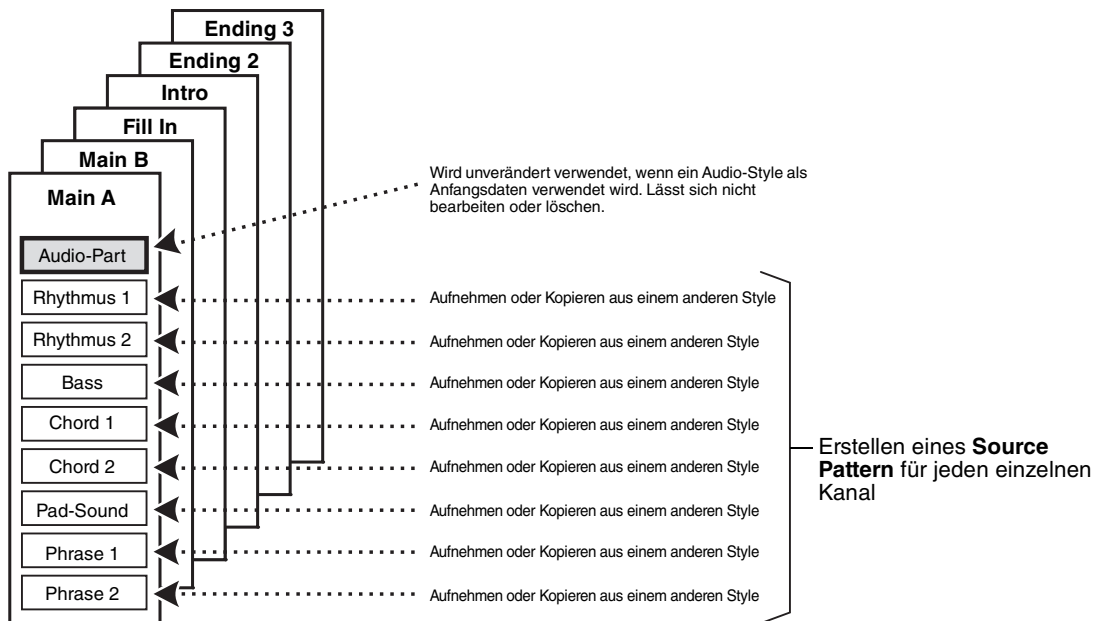 Ending 3
Ending 2
Intro
Fill In
Main B
Main A
Wird unverändert verwendet, wenn ein Audio-Style als
Anfangsdaten verwendet wird. Lässt sich nicht
bearbeiten oder löschen.
Audio-Part
Rhythmus 1
Aufnehmen oder Kopieren aus einem anderen Style
Rhythmus 2
Aufnehmen oder Kopieren aus einem anderen Style
Bass
Aufnehmen oder Kopieren aus einem anderen Style
Chord 1
Aufnehmen oder Kopieren aus einem anderen Style
Chord 2
Aufnehmen oder Kopieren aus einem anderen Style
Pad-Sound
Aufnehmen oder Kopieren aus einem anderen Style
Phrase 1
Aufnehmen oder Kopieren aus einem anderen Style
Phrase 2
Aufnehmen oder Kopieren aus einem anderen Style
Erstellen eines Source
Pattern für jeden einzelnen
Kanal